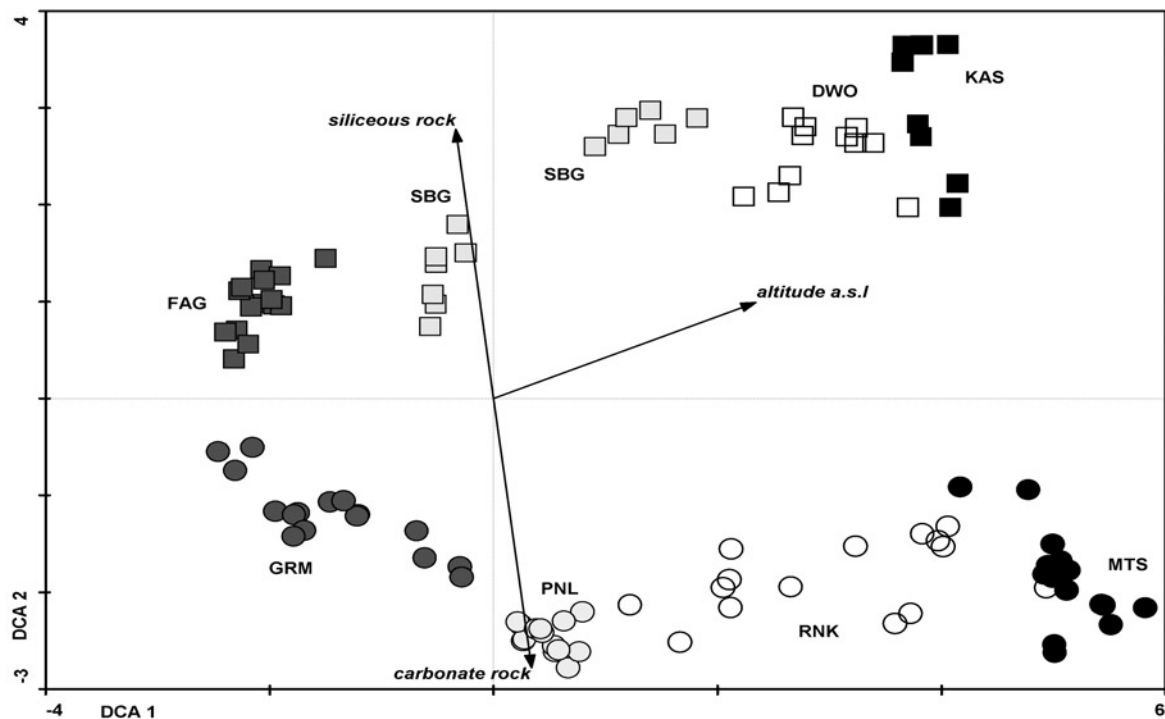 4
KAS
DWO
siliceous rock
SBG
SBG
altitude a.s.l
FAG
GRM
PNL
MTS
RNK
DCA 2
carbonate rock
-3
-4
DCA 1
6